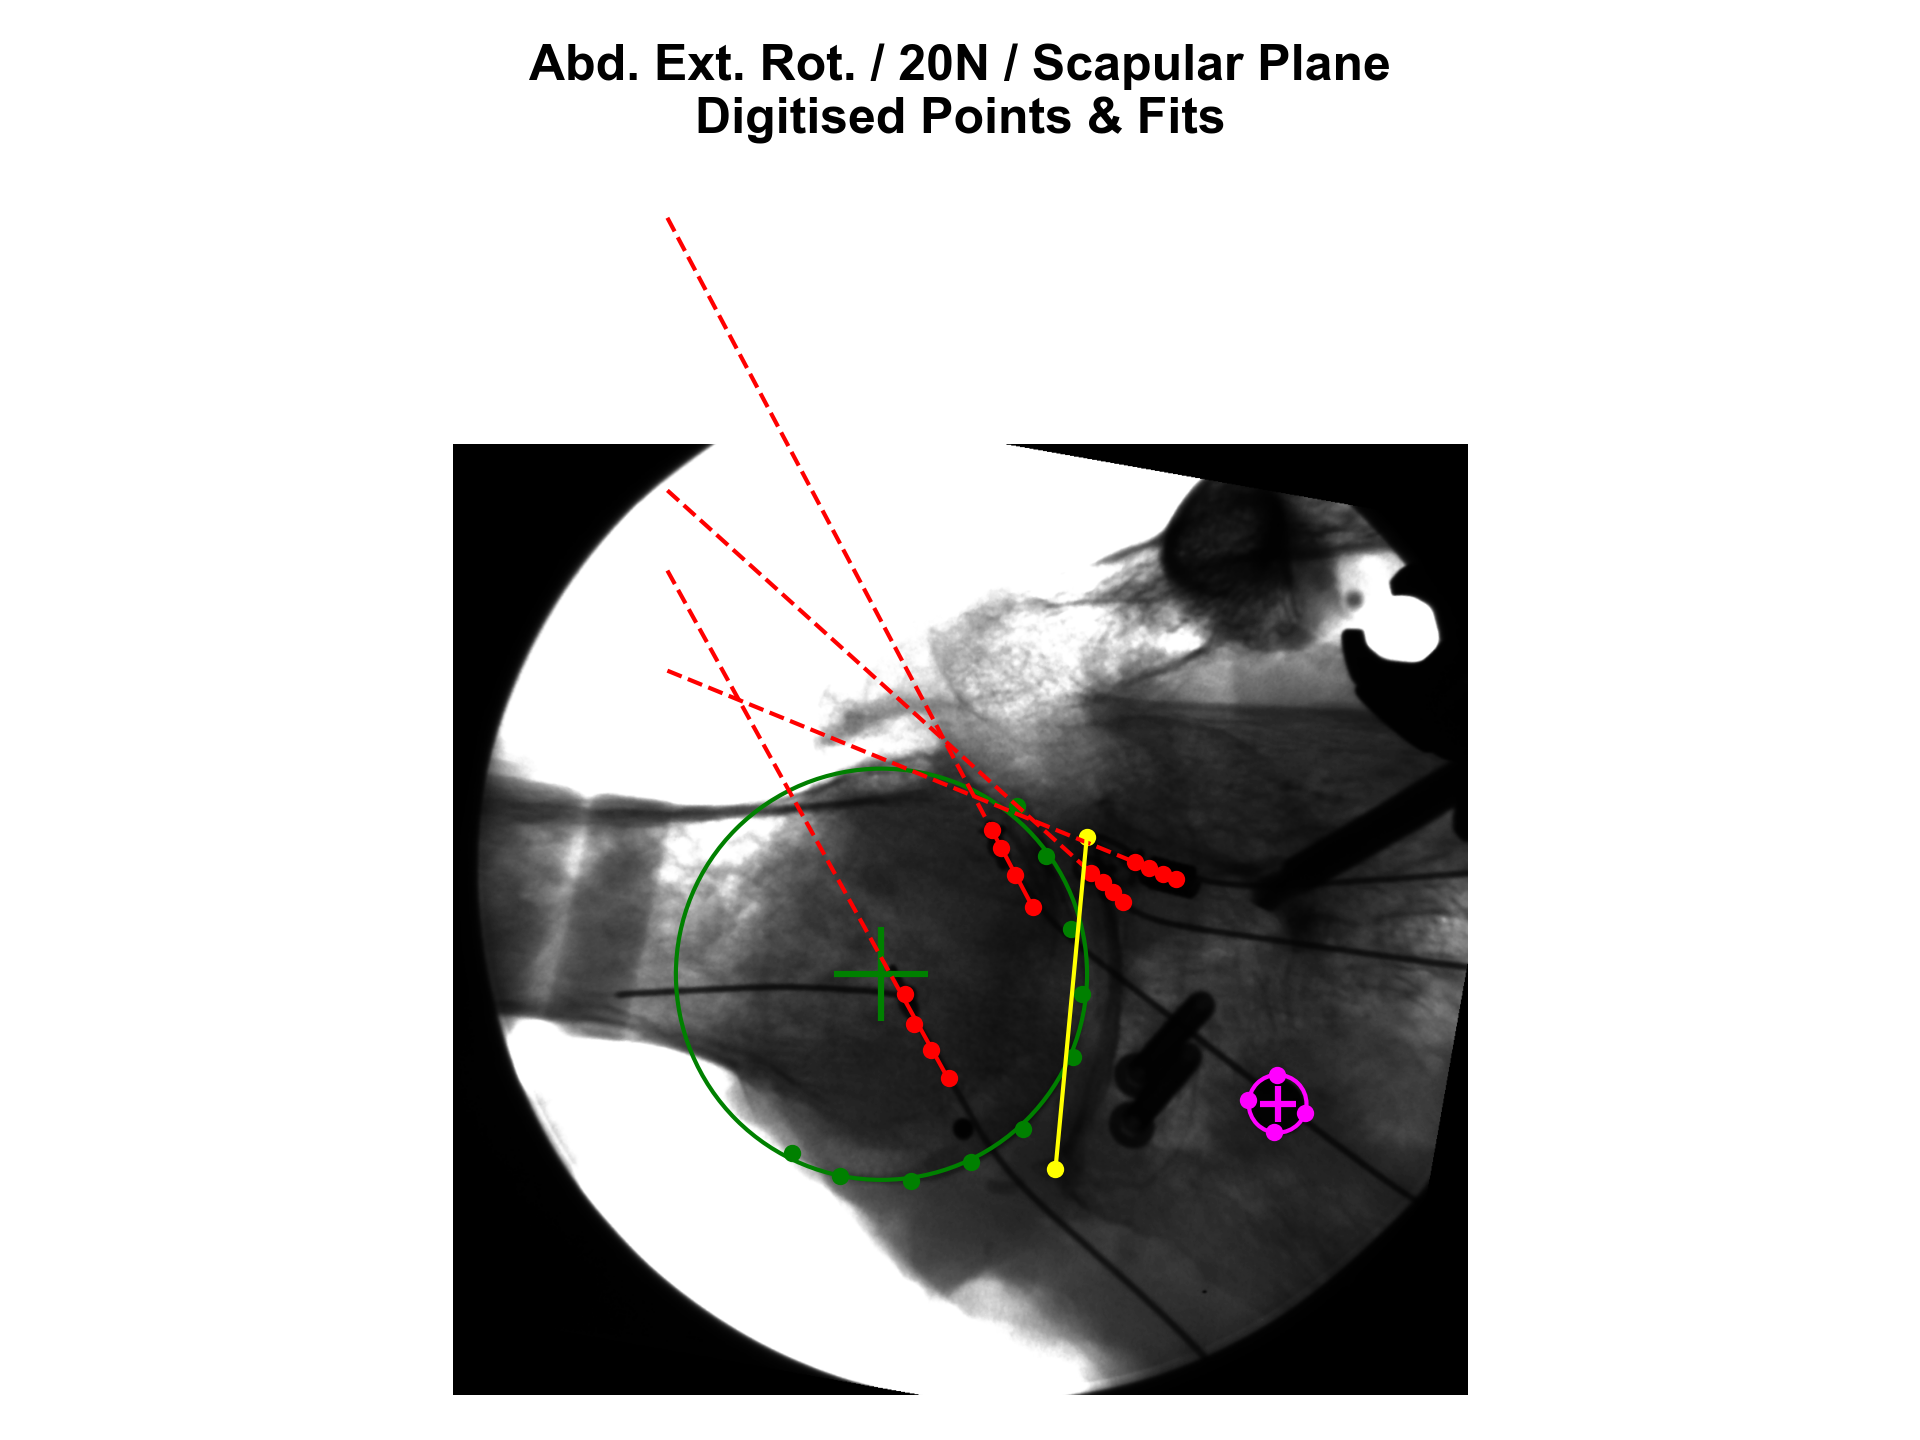 Abd. Ext. Rot. / 20N / Scapular Plane
Digitised Points & Fits